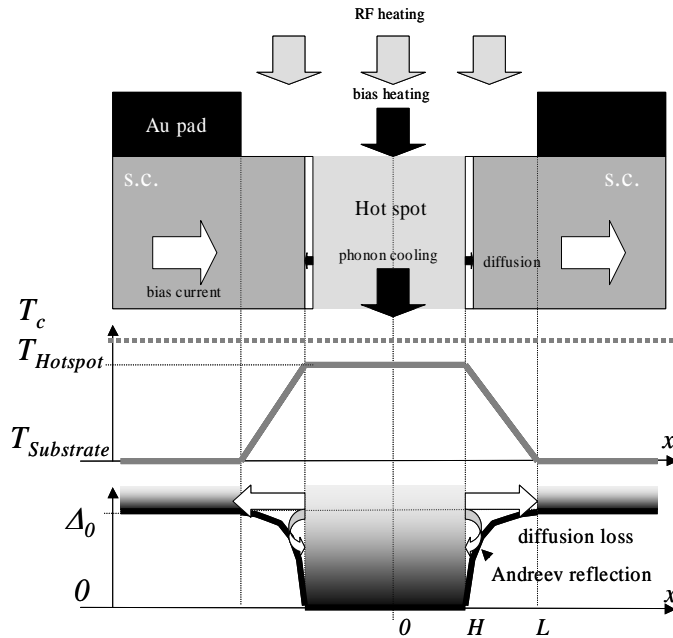 RF heating
bias heating
Au pad
s.c.
s.c.
Hot spot
phonon cooling
diffusion
bias current
T_c
T_Hotspot
T_Substrate
x
Δ_0
diffusion loss
Andreev reflection
0
x
0 H L